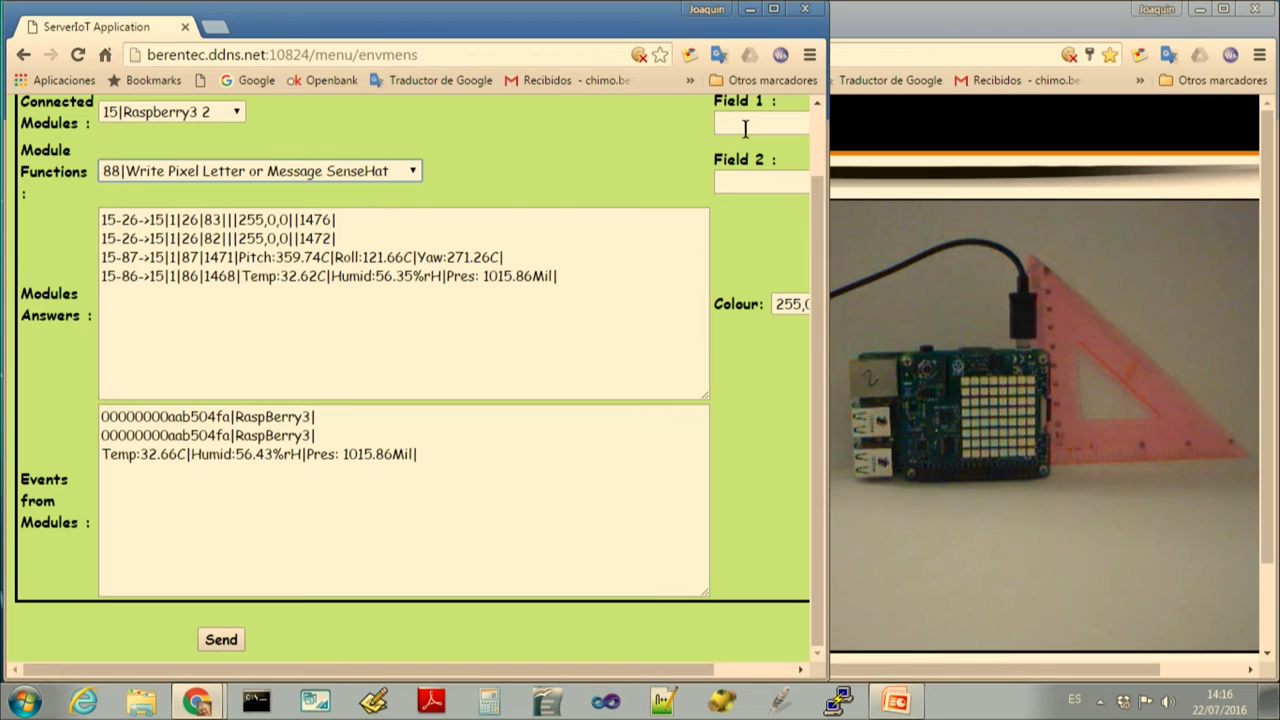 Joaquin
Joaquin
ServerIoT Application
berentec.ddns.net:10824/menu/envmens
Aplicaciones
Bookmarks
Google
Openbank
Traductor de Google
Recibidos - chimo.be
»
Otros marcadores
Traductor de Google
Recibidos - chimo.be
»
Otros marcadores
Connected
Modules :
15|Raspberry3 2
Field 1 :
Module
Functions
:
88|Write Pixel Letter or Message SenseHat
Field 2 :
15-26->15|1|26|83|||255,0,0||1476|
15-26->15|1|26|82|||255,0,0||1472|
15-87->15|1|87|1471|Pitch:359.74C|Roll:121.66C|Yaw:271.26C|
15-86->15|1|86|1468|Temp:32.62C|Humid:56.35%rH|Pres: 1015.86Mil|
Modules
Answers :
Colour:
255,0
00000000aab504fa|RaspBerry3|
00000000aab504fa|RaspBerry3|
Temp:32.66C|Humid:56.43%rH|Pres: 1015.86Mil|
Events
from
Modules :
2
Send
ES
14:16
22/07/2016